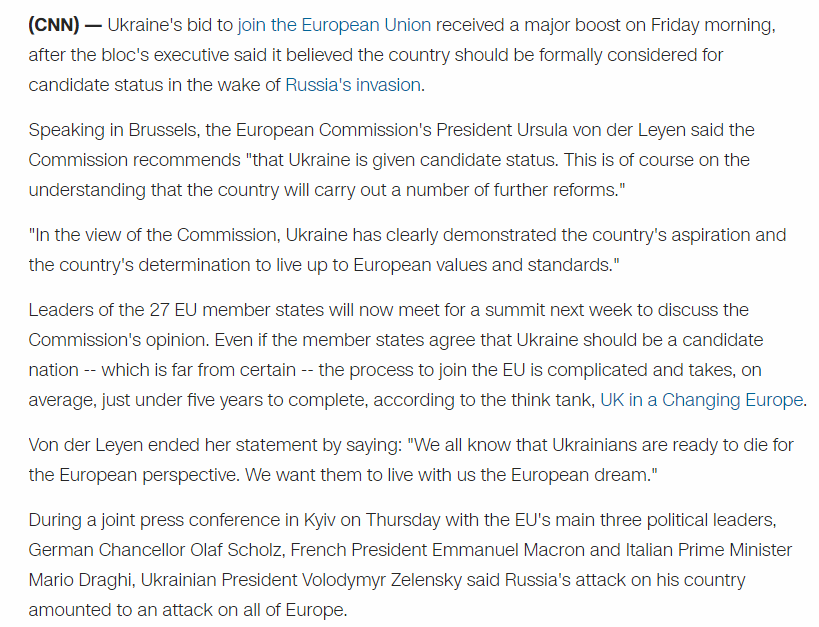 (CNN) — Ukraine's bid to join the European Union received a major boost on Friday morning,
after the bloc's executive said it believed the country should be formally considered for
candidate status in the wake of Russia's invasion.
Speaking in Brussels, the European Commission's President Ursula von der Leyen said the
Commission recommends "that Ukraine is given candidate status. This is of course on the
understanding that the country will carry out a number of further reforms."
"In the view of the Commission, Ukraine has clearly demonstrated the country's aspiration and
the country's determination to live up to European values and standards."
Leaders of the 27 EU member states will now meet for a summit next week to discuss the
Commission's opinion. Even if the member states agree that Ukraine should be a candidate
nation -- which is far from certain -- the process to join the EU is complicated and takes, on
average, just under five years to complete, according to the think tank, UK in a Changing Europe.
Von der Leyen ended her statement by saying: "We all know that Ukrainians are ready to die for
the European perspective. We want them to live with us the European dream."
During a joint press conference in Kyiv on Thursday with the EU's main three political leaders,
German Chancellor Olaf Scholz, French President Emmanuel Macron and Italian Prime Minister
Mario Draghi, Ukrainian President Volodymyr Zelensky said Russia's attack on his country
amounted to an attack on all of Europe.